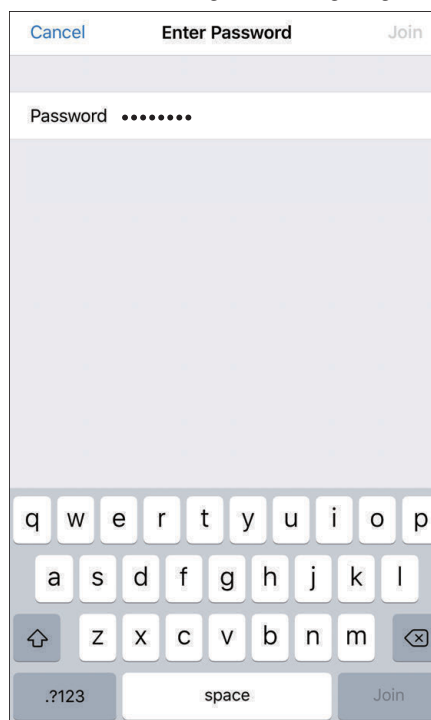 Cancel Enter Password Join
Password ••••••••
q w e r t y u i o p
a s d f g h j k l
z x c v b n m
.?123 space Join